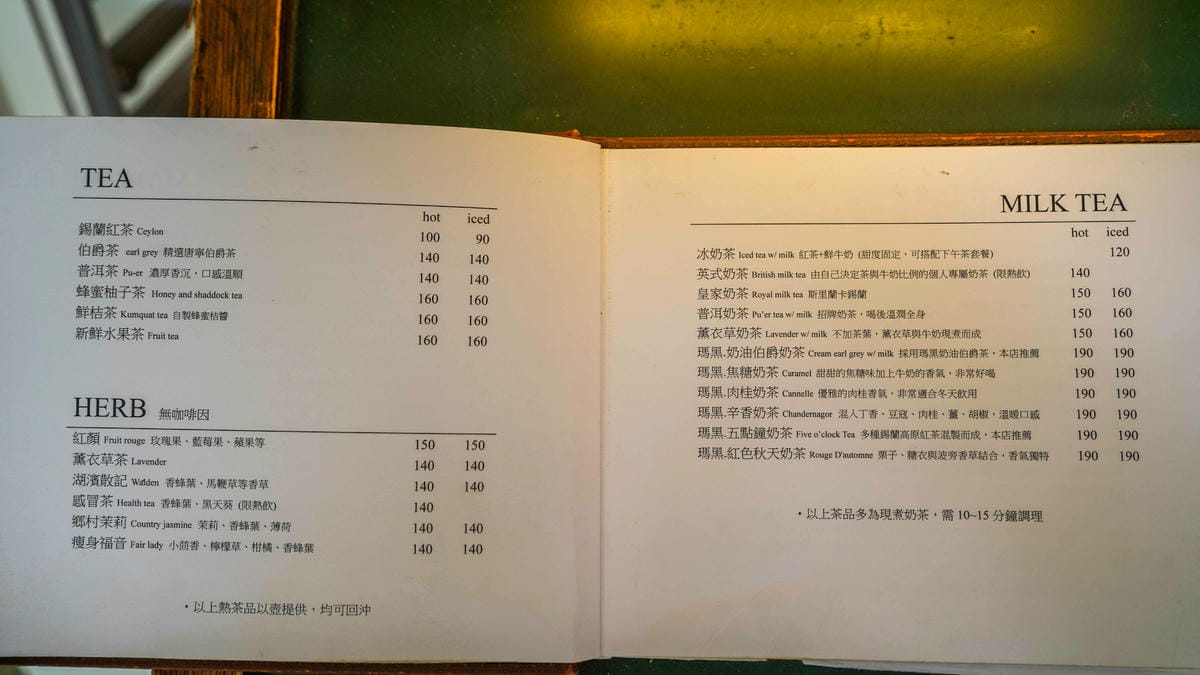 TEA
hot iced
錫蘭紅茶 Ceylon 100 90
伯爵茶 earl grey 精選唐寧伯爵茶 140 140
普洱茶 Pu-er 濃厚香沉，口感溫順 140 140
蜂蜜柚子茶 Honey and shaddock tea 160 160
鮮桔茶 Kumquat tea 自製蜂蜜桔醬 160 160
新鮮水果茶 Fruit tea 160 160
HERB 無咖啡因
紅顏 Fruit rouge 玫瑰果、藍莓果、蘋果等 150 150
薰衣草茶 Lavender 140 140
湖濱散記 Walden 香蜂葉、馬鞭草等香草 140 140
感冒茶 Health tea 香蜂葉、黑天葵 (限熱飲) 140
鄉村茉莉 Country jasmine 茉莉、香蜂葉、薄荷 140 140
瘦身福音 Fair lady 小茴香、檸檬草、柑橘、香蜂葉 140 140
・以上熱茶品以壺提供，均可回沖
MILK TEA
hot iced
冰奶茶 Iced tea w/ milk 紅茶+鮮牛奶 (甜度固定，可搭配下午茶套餐) 120
英式奶茶 British milk tea 由自己決定茶與牛奶比例的個人專屬奶茶 (限熱飲) 140
皇家奶茶 Royal milk tea 斯里蘭卡錫蘭 150 160
普洱奶茶 Pu'er tea w/ milk 招牌奶茶，喝後溫潤全身 150 160
薰衣草奶茶 Lavender w/ milk 不加茶葉，薰衣草與牛奶現煮而成 150 160
瑪黑.奶油伯爵奶茶 Cream earl grey w/ milk 採用瑪黑奶油伯爵茶，本店推薦 190 190
瑪黑.焦糖奶茶 Caramel 甜甜的焦糖味加上牛奶的香氣，非常好喝 190 190
瑪黑.肉桂奶茶 Cannelle 優雅的肉桂香氣，非常適合冬天飲用 190 190
瑪黑.辛香奶茶 Chandernagor 混入丁香、豆寇、肉桂、薑、胡椒，溫暖口感 190 190
瑪黑.五點鐘奶茶 Five o'clock Tea 多種錫蘭高原紅茶混製而成，本店推薦 190 190
瑪黑.紅色秋天奶茶 Rouge D'automne 栗子、糖衣與波旁香草結合，香氣獨特 190 190
・以上茶品多為現煮奶茶，需 10~15 分鐘調理